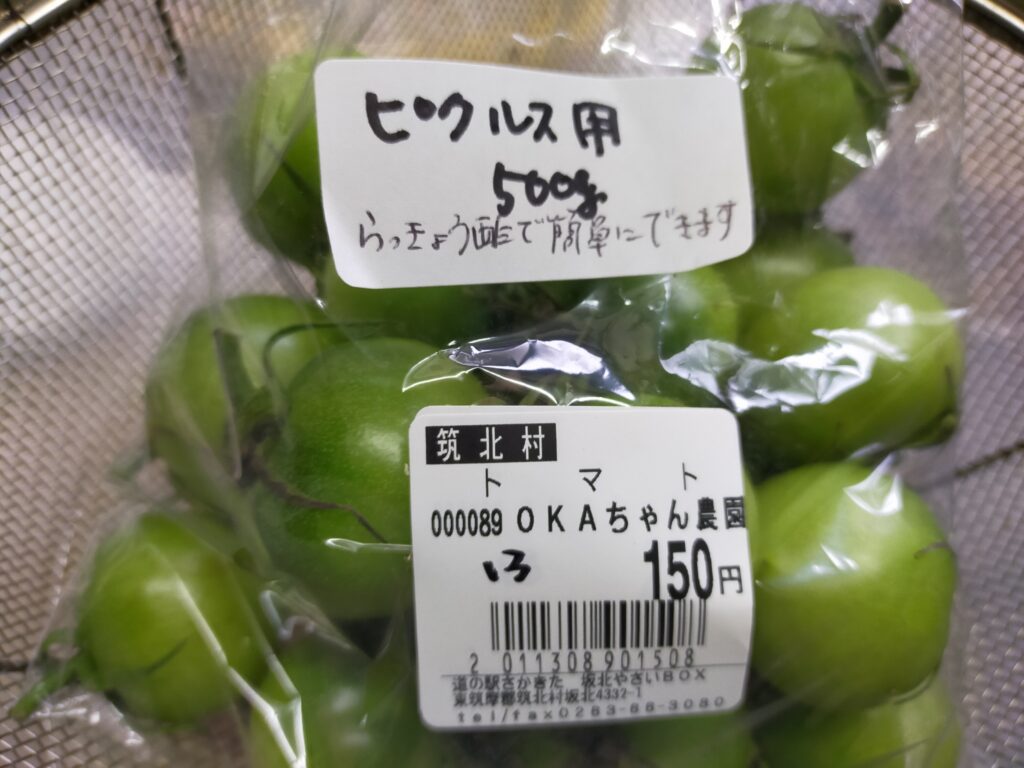 ピクルス用
500g
らっきょう酢で簡単にできます
筑北村
トマト
000089 OKAちゃん農園
13
150円
2 011308901508
道の駅さかきた 坂北やさいBOX
東筑摩郡筑北村坂北4332-1
tel/fax0263-66-3080